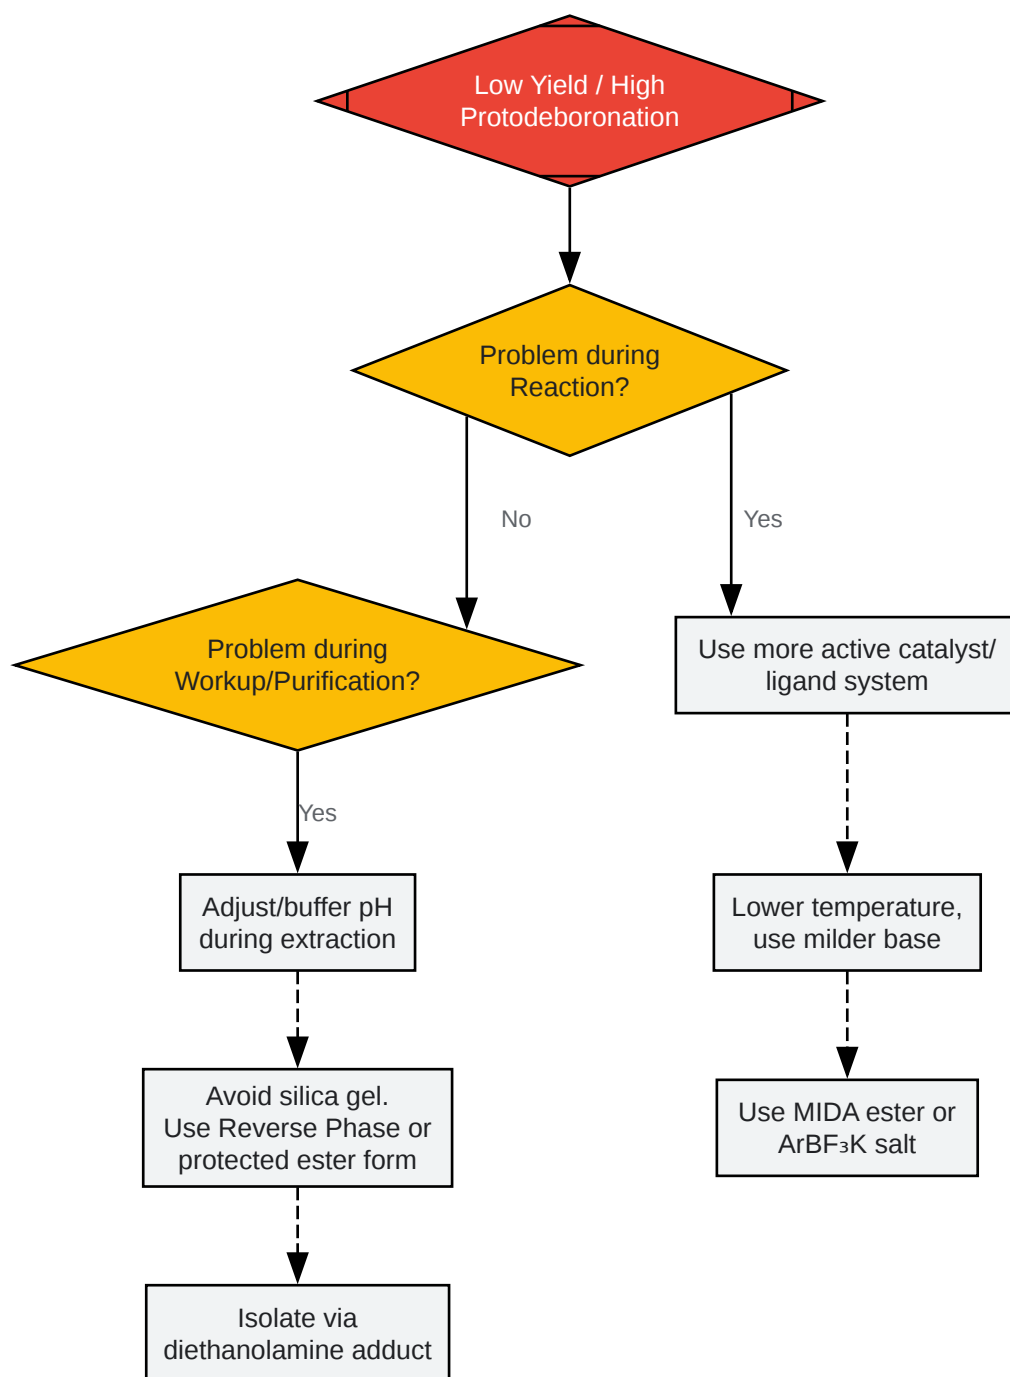 Low Yield / High
Protodeboronation
Problem during
Reaction?
No
Yes
Problem during
Workup/Purification?
Use more active catalyst/
ligand system
Yes
Adjust/buffer pH
during extraction
Lower temperature,
use milder base
Avoid silica gel.
Use Reverse Phase or
protected ester form
Use MIDA ester or
ArBF₃K salt
Isolate via
diethanolamine adduct